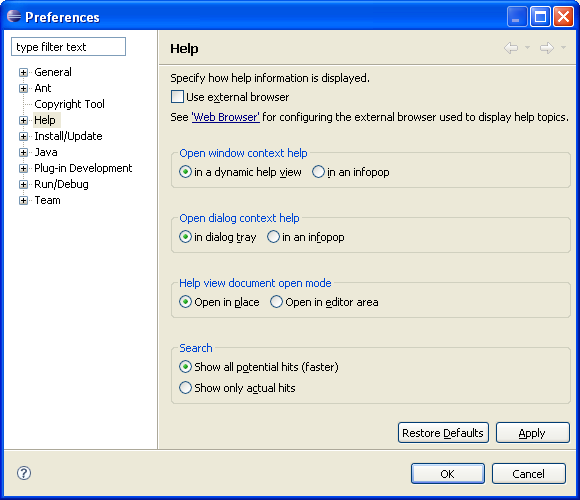 Preferences
type filter text
General
Ant
Copyright Tool
Help
Install/Update
Java
Plug-in Development
Run/Debug
Team
Help
Specify how help information is displayed.
Use external browser
See 'Web Browser' for configuring the external browser used to display help topics.
Open window context help
in a dynamic help view in an infopop
Open dialog context help
in dialog tray in an infopop
Help view document open mode
Open in place Open in editor area
Search
Show all potential hits (faster)
Show only actual hits
Restore Defaults Apply
? OK Cancel